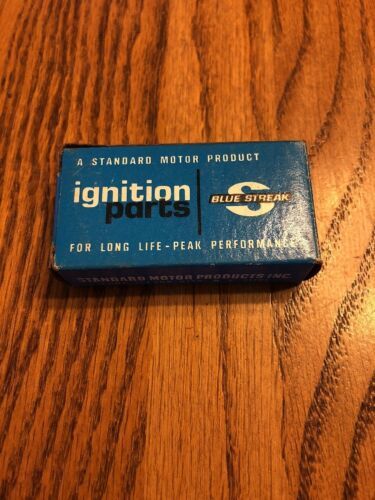 A STANDARD MOTOR PRODUCT
ignition
parts
S
BLUE STREAK
FOR LONG LIFE-PEAK PERFORMANCE
STANDARD MOTOR PRODUCTS INC.